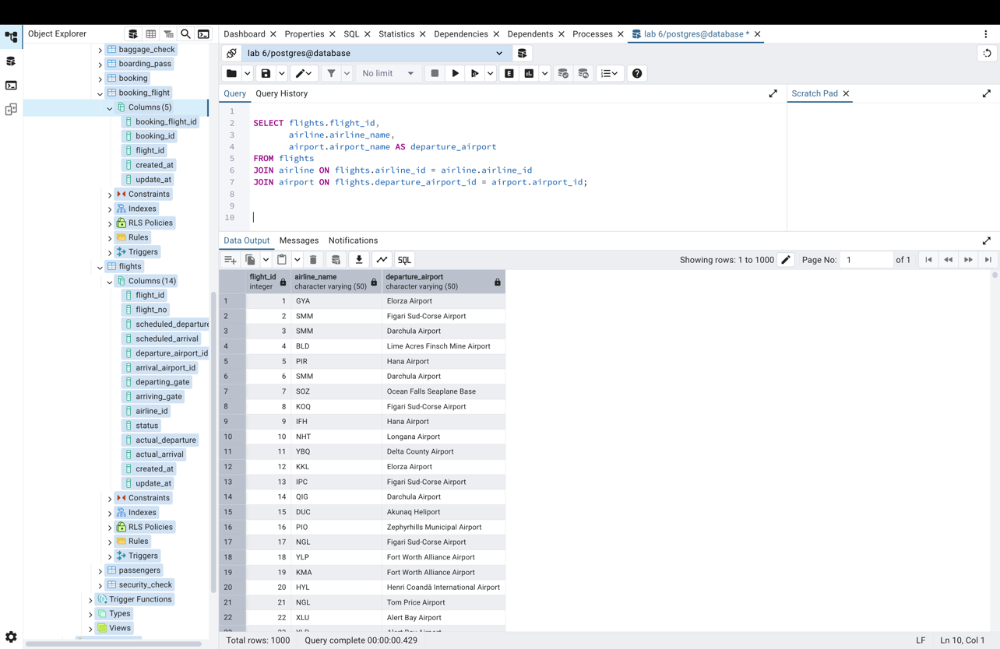 Object Explorer
baggage_check
boarding_pass
booking
booking_flight
Columns (5)
booking_flight_id
booking_id
flight_id
created_at
update_at
Constraints
Indexes
RLS Policies
Rules
Triggers
flights
Columns (14)
flight_id
flight_no
scheduled_departure
scheduled_arrival
departure_airport_id
arrival_airport_id
departing_gate
arriving_gate
airline_id
status
actual_departure
actual_arrival
created_at
update_at
Constraints
Indexes
RLS Policies
Rules
Triggers
passengers
security_check
Trigger Functions
Types
Views
Dashboard Properties SQL Statistics Dependencies Dependents Processes lab 6/postgres@database *
lab 6/postgres@database
No limit
Query Query History
Scratch Pad
1
2 SELECT flights.flight_id,
3 airline.airline_name,
4 airport.airport_name AS departure_airport
5 FROM flights
6 JOIN airline ON flights.airline_id = airline.airline_id
7 JOIN airport ON flights.departure_airport_id = airport.airport_id;
8
9
10
Data Output Messages Notifications
SQL Showing rows: 1 to 1000 Page No: 1 of 1
flight_id airline_name departure_airport
integer character varying (50) character varying (50)
1 1 GYA Elorza Airport
2 2 SMM Figari Sud-Corse Airport
3 3 SMM Darchula Airport
4 4 BLD Lime Acres Finsch Mine Airport
5 5 PIR Hana Airport
6 6 SMM Darchula Airport
7 7 SOZ Ocean Falls Seaplane Base
8 8 KOQ Figari Sud-Corse Airport
9 9 IFH Hana Airport
10 10 NHT Longana Airport
11 11 YBQ Delta County Airport
12 12 KKL Elorza Airport
13 13 IPC Figari Sud-Corse Airport
14 14 QIG Darchula Airport
15 15 DUC Akunaq Heliport
16 16 PIO Zephyrhills Municipal Airport
17 17 NGL Figari Sud-Corse Airport
18 18 YLP Fort Worth Alliance Airport
19 19 KMA Fort Worth Alliance Airport
20 20 HYL Henri Coandă International Airport
21 21 NGL Tom Price Airport
22 22 XLU Alert Bay Airport
Total rows: 1000 Query complete 00:00:00.429 LF Ln 10, Col 1